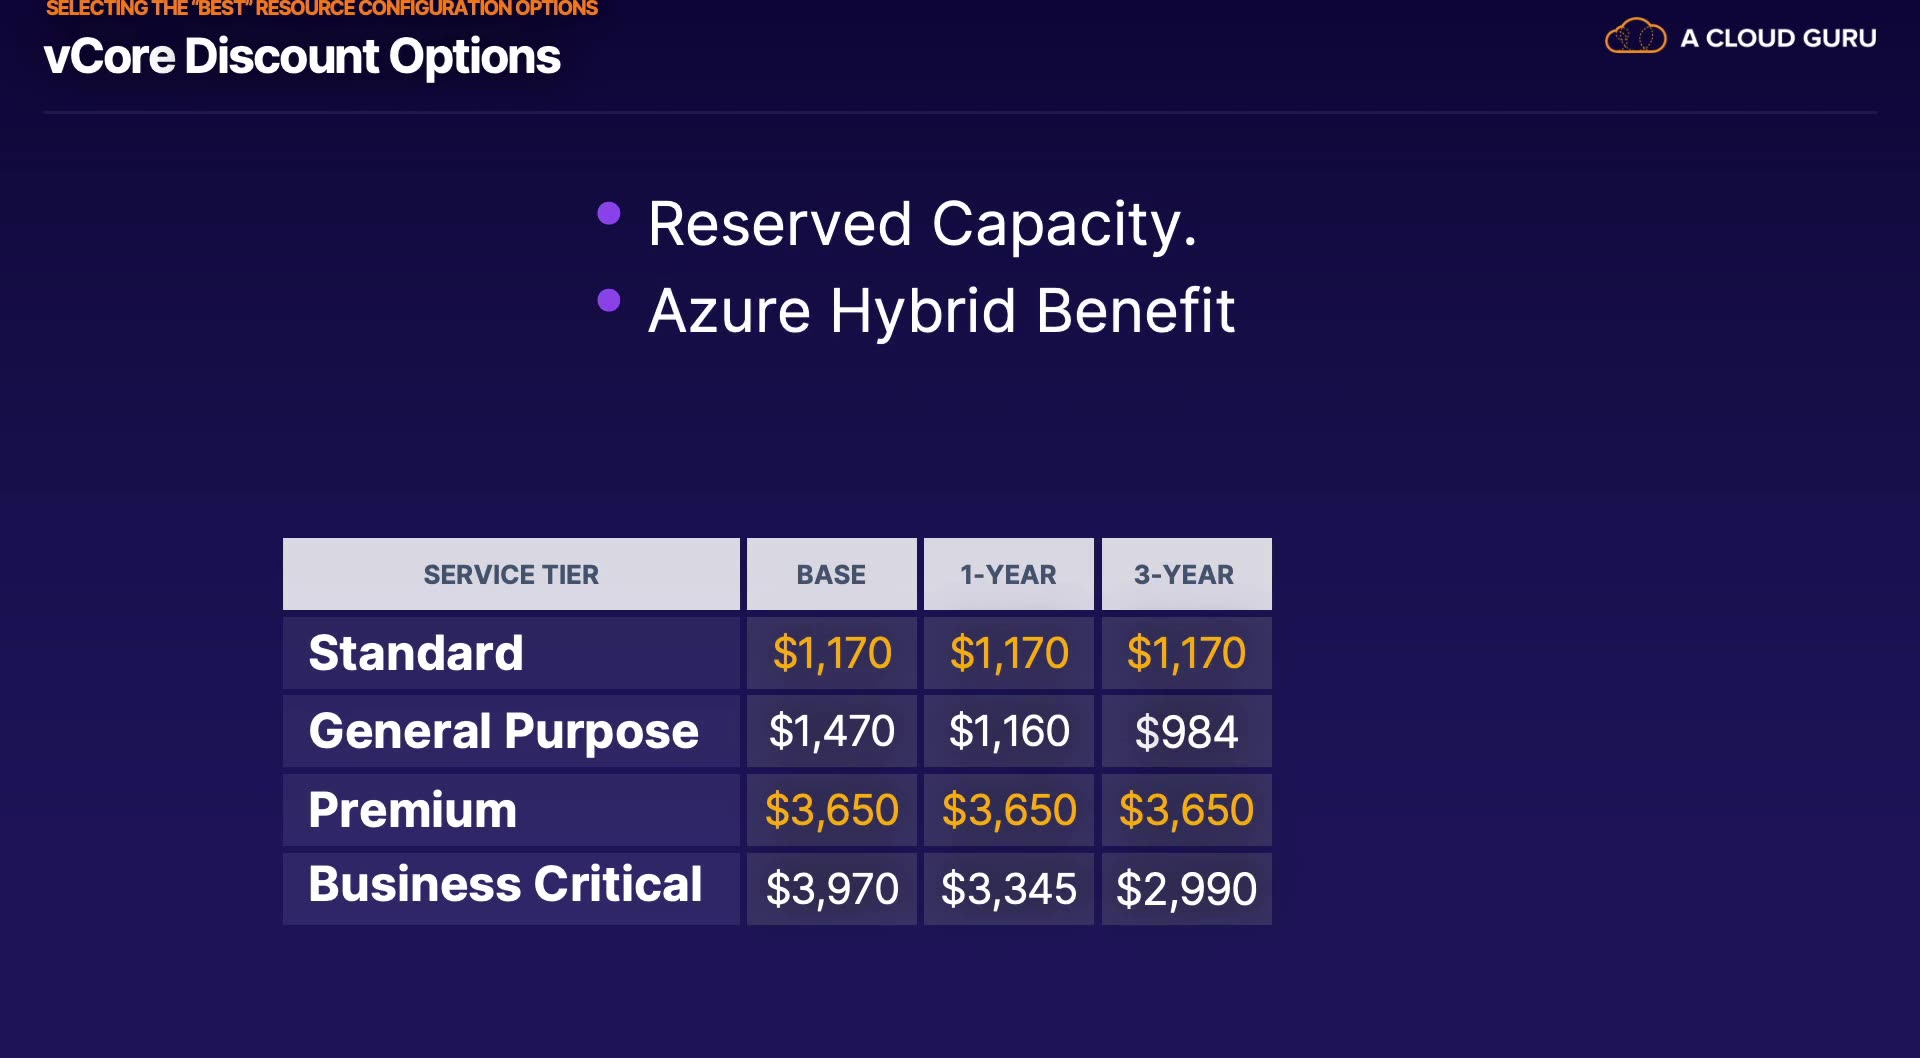 SELECTING THE “BEST” RESOURCE CONFIGURATION OPTIONS
vCore Discount Options
A CLOUD GURU
• Reserved Capacity.
• Azure Hybrid Benefit
SERVICE TIER BASE 1-YEAR 3-YEAR
Standard $1,170 $1,170 $1,170
General Purpose $1,470 $1,160 $984
Premium $3,650 $3,650 $3,650
Business Critical $3,970 $3,345 $2,990